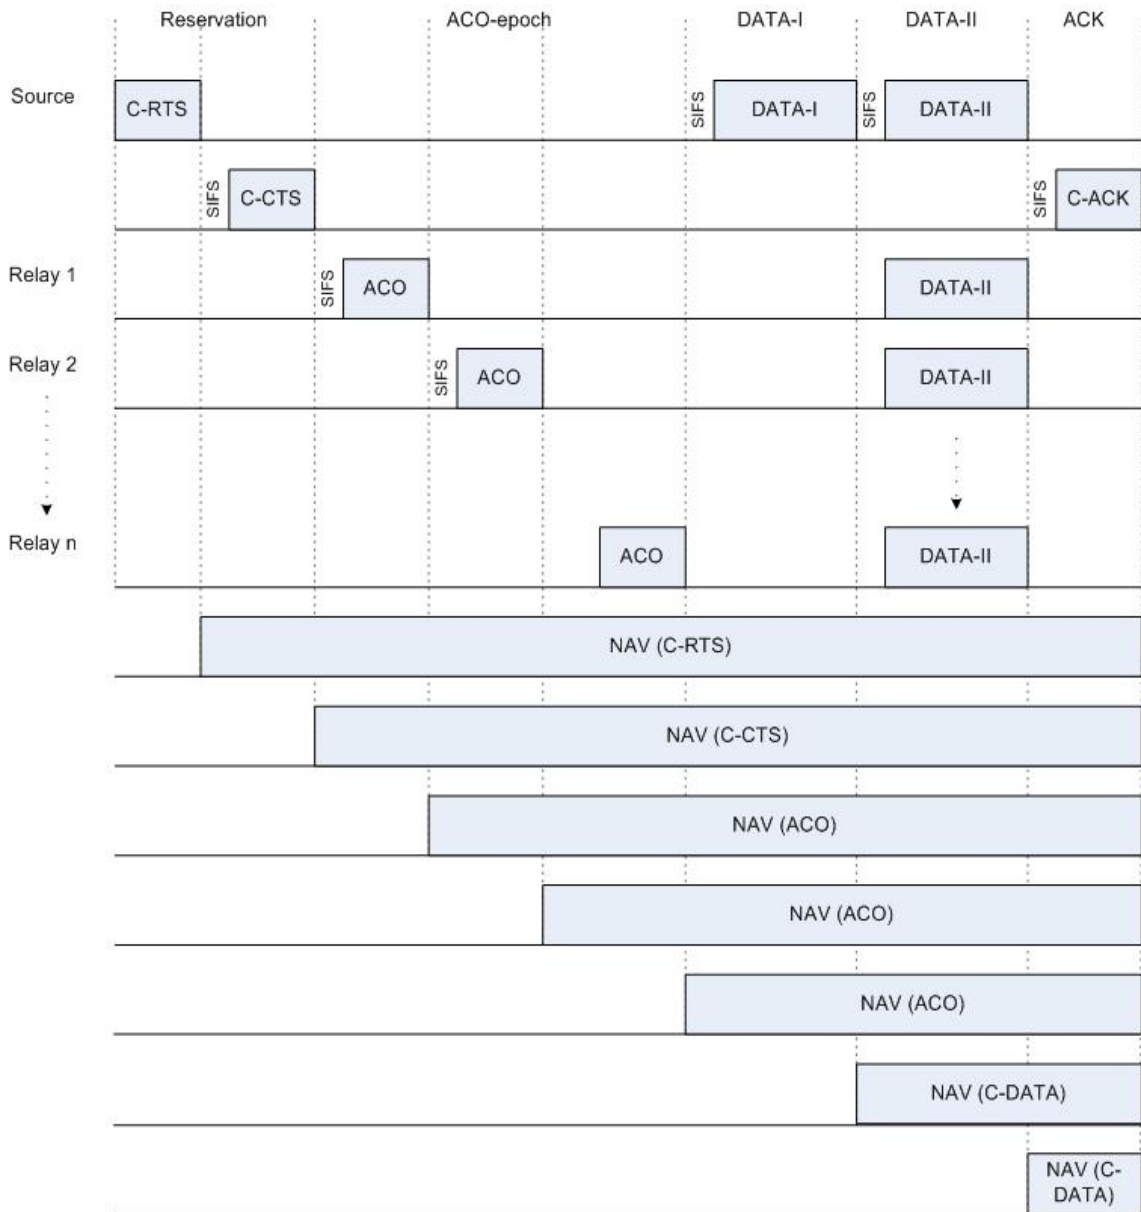 Reservation ACO-epoch DATA-I DATA-II ACK
Source
C-RTS
SIFS
DATA-I
SIFS
DATA-II
SIFS
C-CTS
SIFS
C-ACK
Relay 1
SIFS
ACO
DATA-II
Relay 2
SIFS
ACO
DATA-II
Relay n
ACO
DATA-II
NAV (C-RTS)
NAV (C-CTS)
NAV (ACO)
NAV (ACO)
NAV (ACO)
NAV (C-DATA)
NAV (C-
DATA)